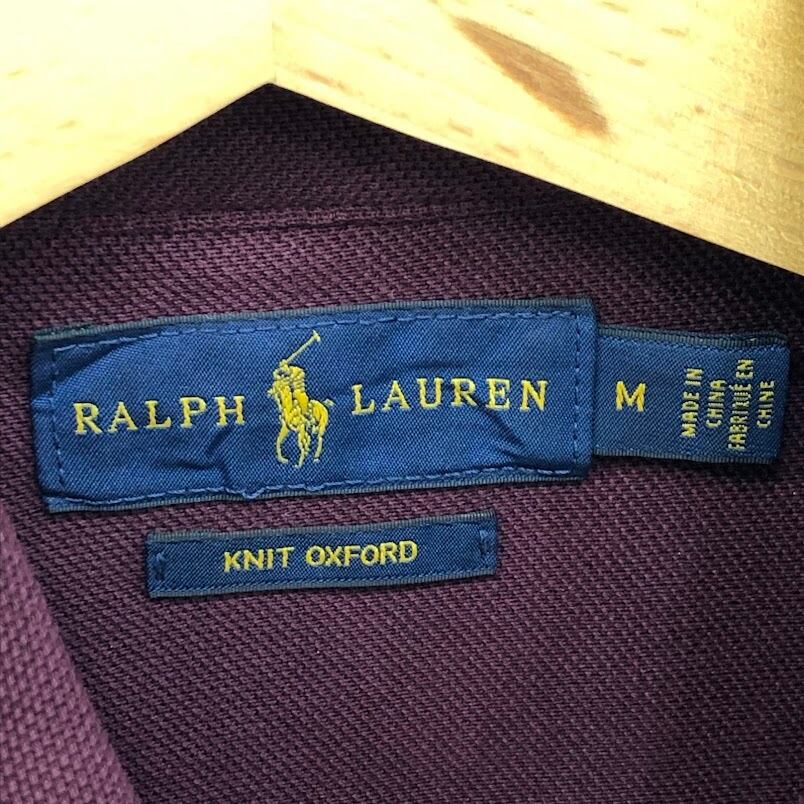 RALPH LAUREN
M
MADE IN
CHINA
FABRIQUÉ EN
CHINE
KNIT OXFORD